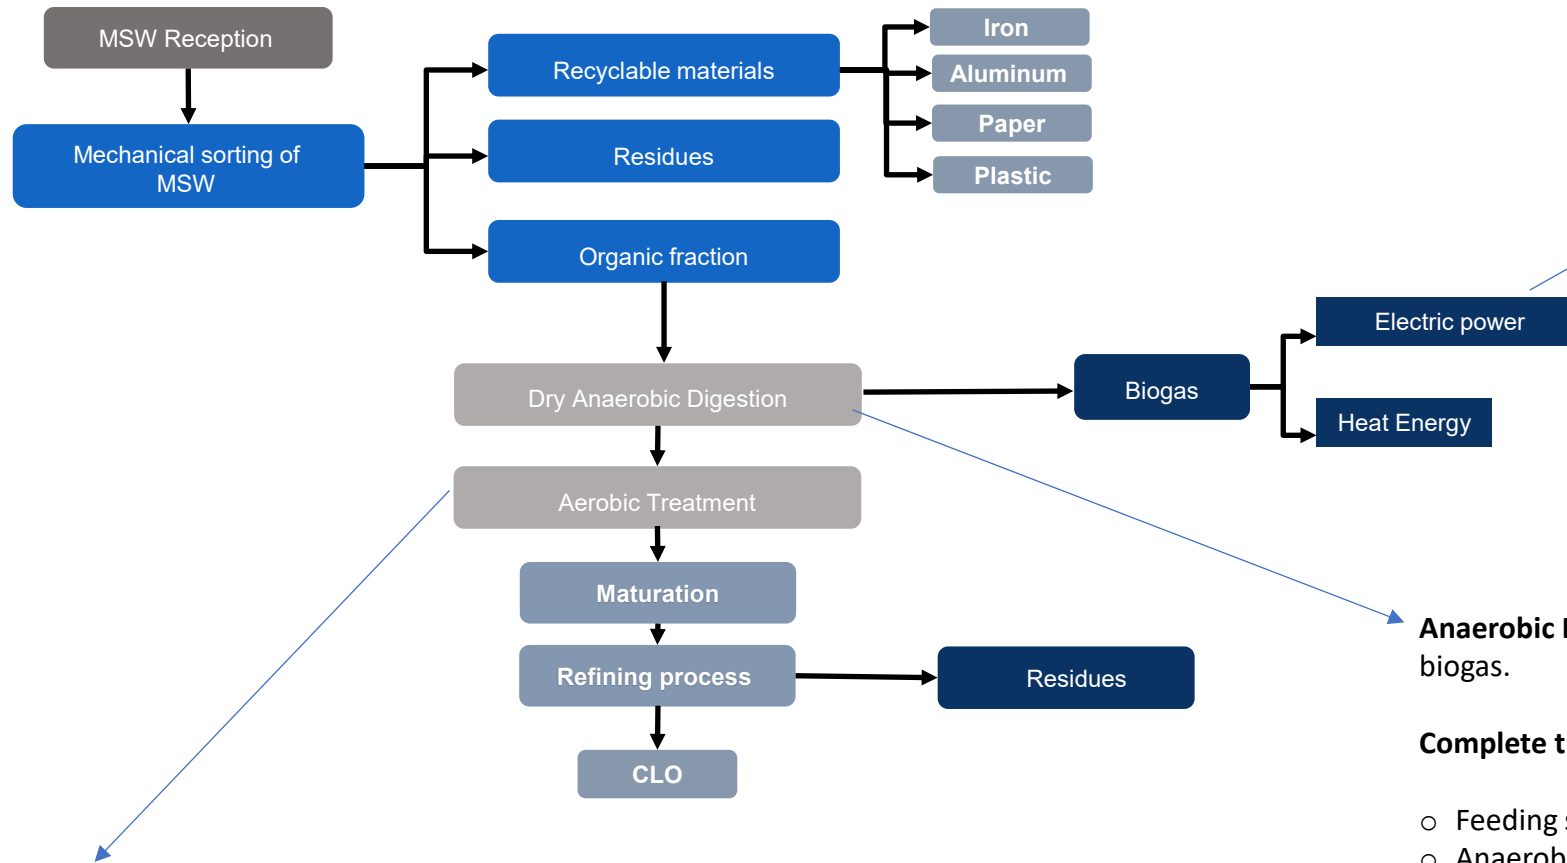 MSW Reception
Mechanical sorting of
MSW
Recyclable materials
Residues
Organic fraction
Iron
Aluminum
Paper
Plastic
Dry Anaerobic Digestion
Biogas
Electric power
Heat Energy
Aerobic Treatment
Maturation
Refining process
Residues
CLO
Anaerobic
biogas.
Complete
○ Feeding
○